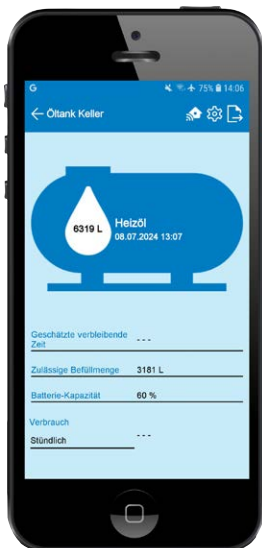 G 75% 14:06
Öltank Keller
6319 L
Heizöl
08.07.2024 13:07
Geschätzte verbleibende
Zeit
---
Zulässige Befüllmenge 3181 L
Batterie-Kapazität 60 %
Verbrauch
Stündlich
---